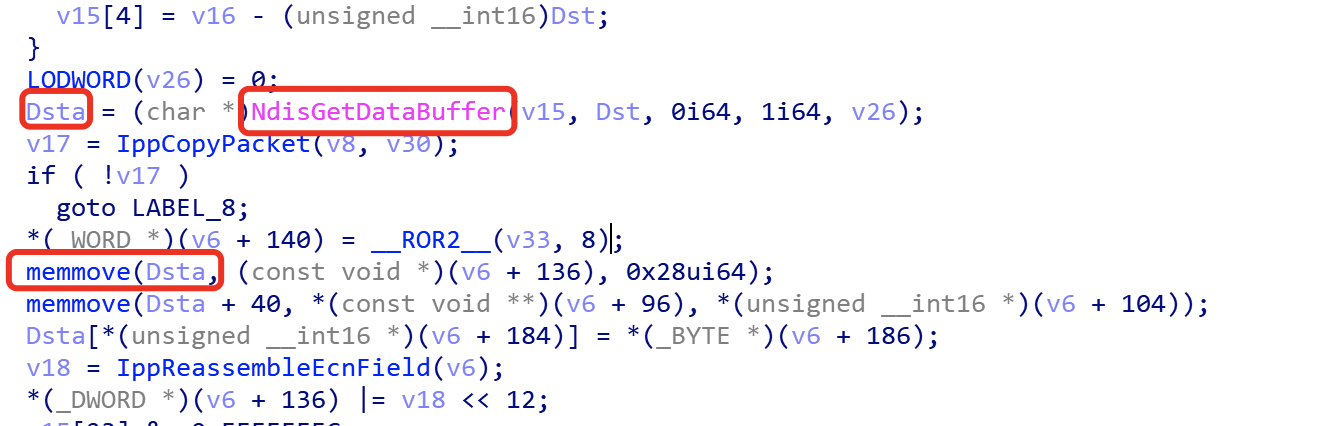 v15[4] = v16 - (unsigned __int16)Dst;
}
LODWORD(v26) = 0;
Dsta = (char *)NdisGetDataBuffer(v15, Dst, 0i64, 1i64, v26);
v17 = IppCopyPacket(v8, v30);
if ( !v17 )
goto LABEL_8;
*(_WORD *)(v6 + 140) = __ROR2__(v33, 8);
memmove(Dsta, (const void *)(v6 + 136), 0x28ui64);
memmove(Dsta + 40, *(const void **)(v6 + 96), *(unsigned __int16 *)(v6 + 104));
Dsta[*(unsigned __int16 *)(v6 + 184)] = *(_BYTE *)(v6 + 186);
v18 = IppReassembleEcnField(v6);
*(_DWORD *)(v6 + 136) |= v18 << 12;